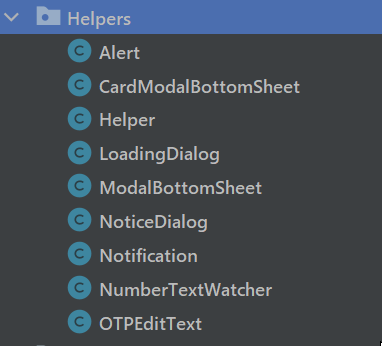 Helpers
C Alert
C CardModalBottomSheet
C Helper
C LoadingDialog
C ModalBottomSheet
C NoticeDialog
C Notification
C NumberTextWatcher
C OTPEditText